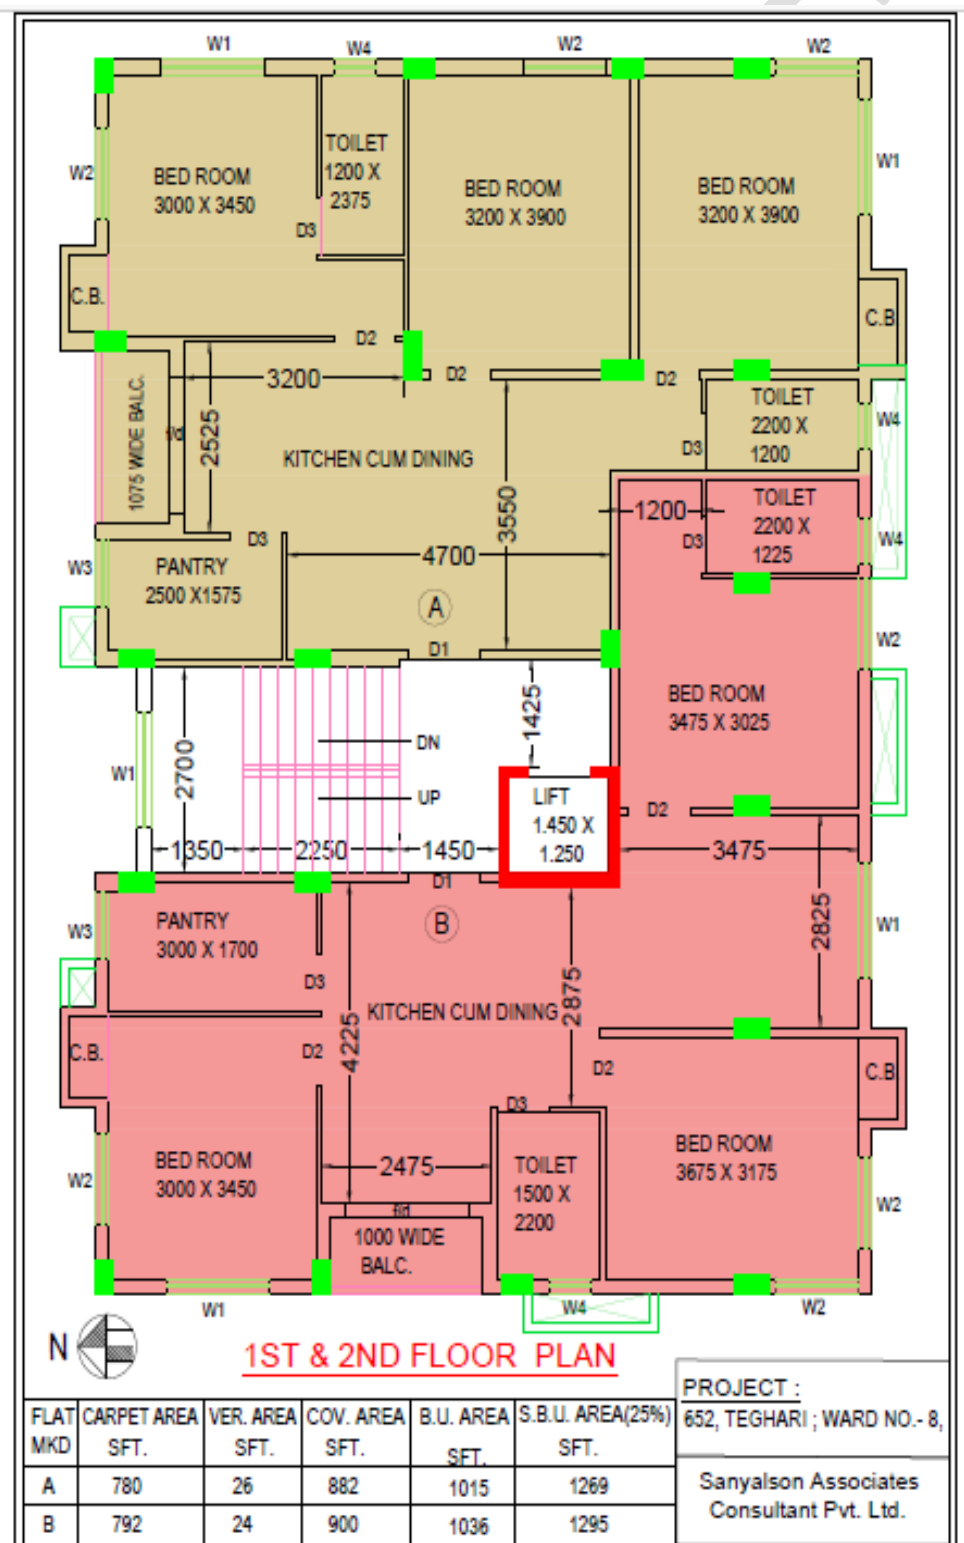 W1
W4
W2
W2
TOILET
1200 X
2375
BED ROOM
3000 X 3450
BED ROOM
3200 X 3900
BED ROOM
3200 X 3900
W2
W1
D3
C.B.
C.B
D2
D2
D2
3200
1075 WIDE BALC.
f/d
2525
KITCHEN CUM DINING
TOILET
2200 X
1200
W4
D3
3550
1200
TOILET
2200 X
1225
D3
W4
D3
4700
W3
PANTRY
2500 X1575
A
D1
W2
BED ROOM
3475 X 3025
1425
DN
2700
W1
UP
LIFT
1.450 X
1.250
D2
1350
2250
1450
3475
D1
PANTRY
3000 X 1700
W3
B
2825
W1
D3
KITCHEN CUM DINING
2875
4225
C.B.
D2
D2
C.B
D3
BED ROOM
3000 X 3450
W2
2475
TOILET
1500 X
2200
BED ROOM
3675 X 3175
W2
f/d
1000 WIDE
BALC.
W1
W4
W2
N
1ST & 2ND FLOOR PLAN
PROJECT :
652, TEGHARI ; WARD NO.- 8,
Sanyalson Associates
Consultant Pvt. Ltd.
FLAT MKD CARPET AREA SFT. VER. AREA SFT. COV. AREA SFT. B.U. AREA SFT. S.B.U. AREA(25%) SFT.
A 780 26 882 1015 1269
B 792 24 900 1036 1295